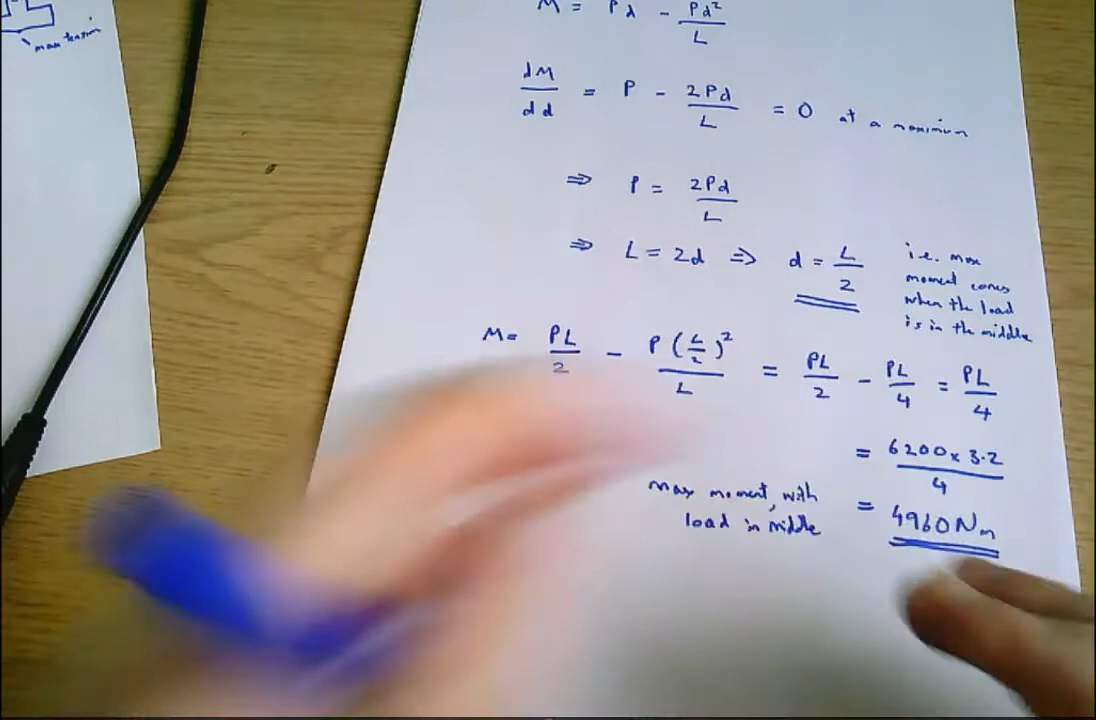 max tension
M = Pd - Pd²/L
dM/dd = P - 2Pd/L = 0 at a maximum
⇒ P = 2Pd/L
⇒ L = 2d ⇒ d = L/2
i.e. max
moment comes
when the load
is in the middle
M = PL/2 - P(L/2)²/L = PL/2 - PL/4 = PL/4
= 6200 x 3.2/4
max moment, with
load in middle
= 4960 Nm